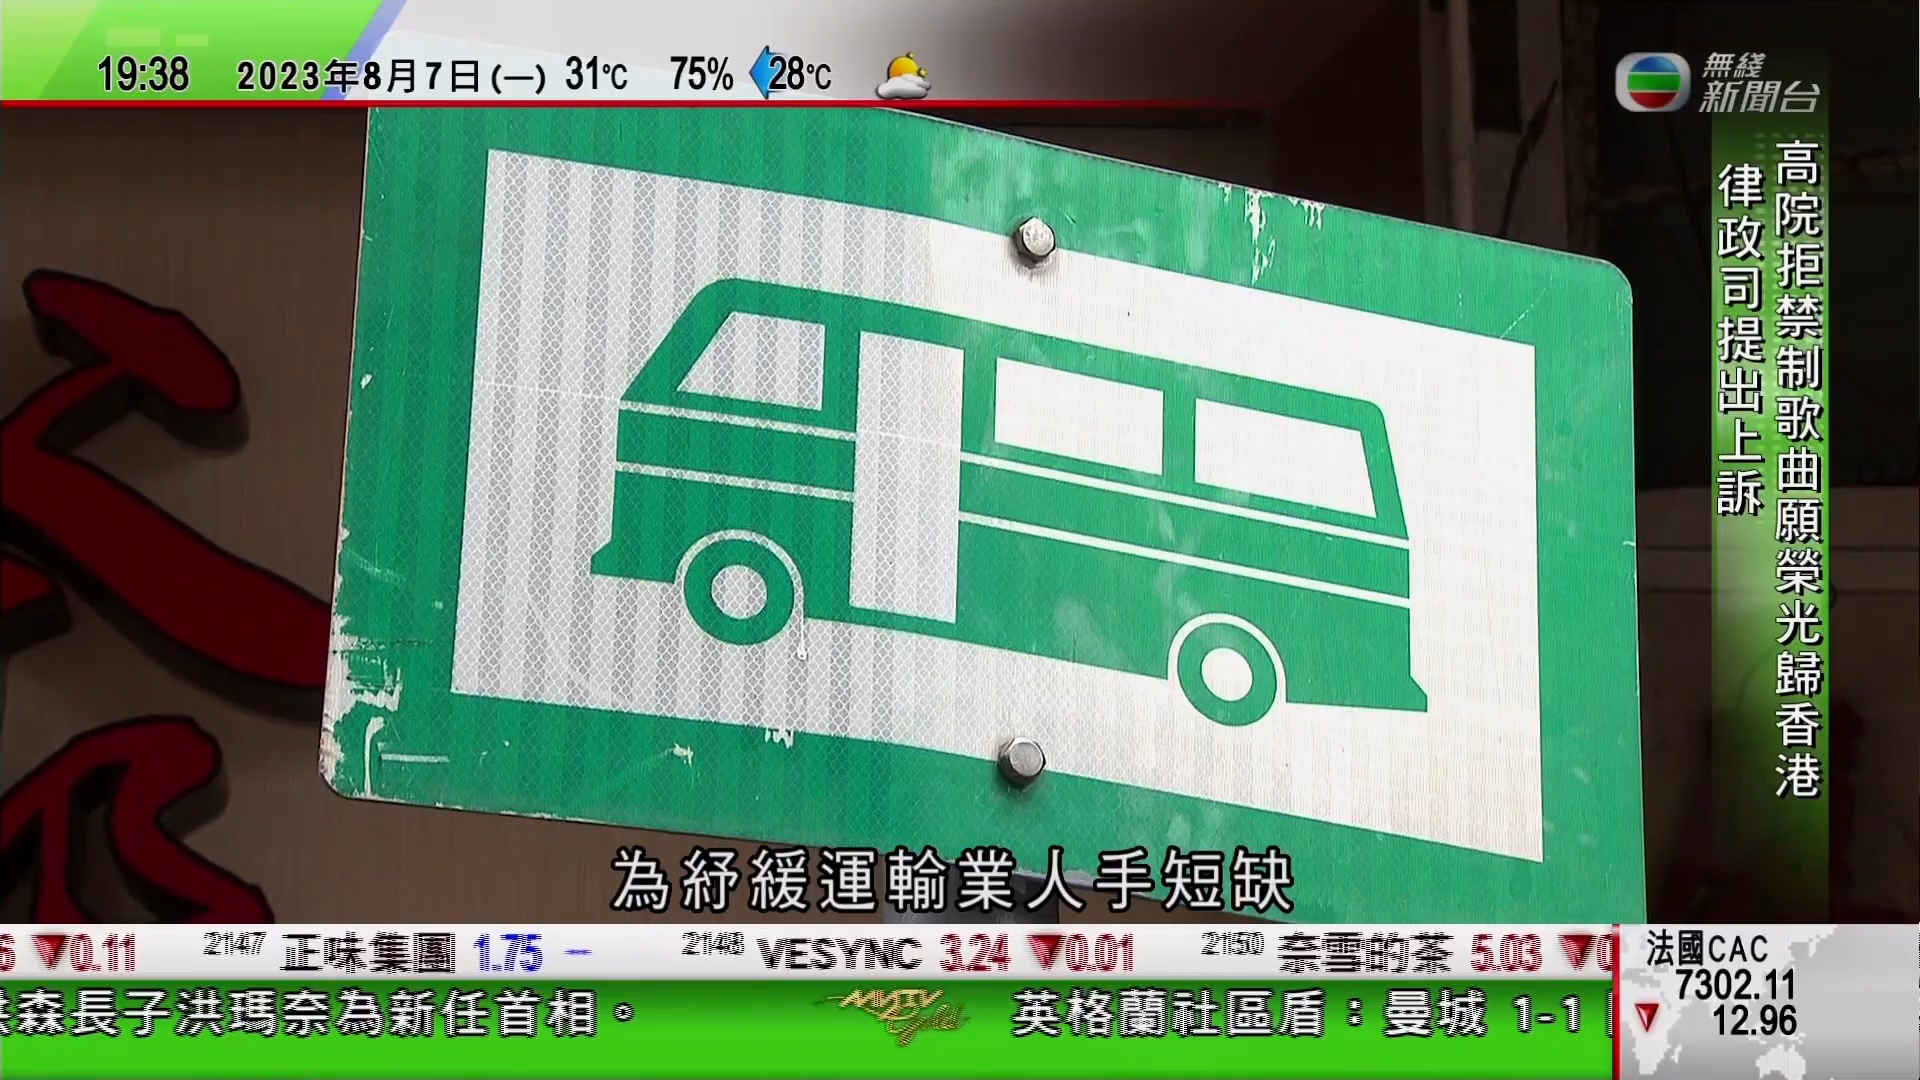 19:38 2023年8月7日(一) 31℃ 75% 28℃
無綫
新聞台
高院拒禁制歌曲願榮光歸香港
律政司提出上訴
為紓緩運輸業人手短缺
6 ▼0.11 2147 正味集團 1.75 － 2148 VESYNC 3.24 ▼0.01 2150 奈雪的茶 5.03 ▼0
森長子洪瑪奈為新任首相。 英格蘭社區盾：曼城 1-1
法國CAC
7302.11
▼ 12.96